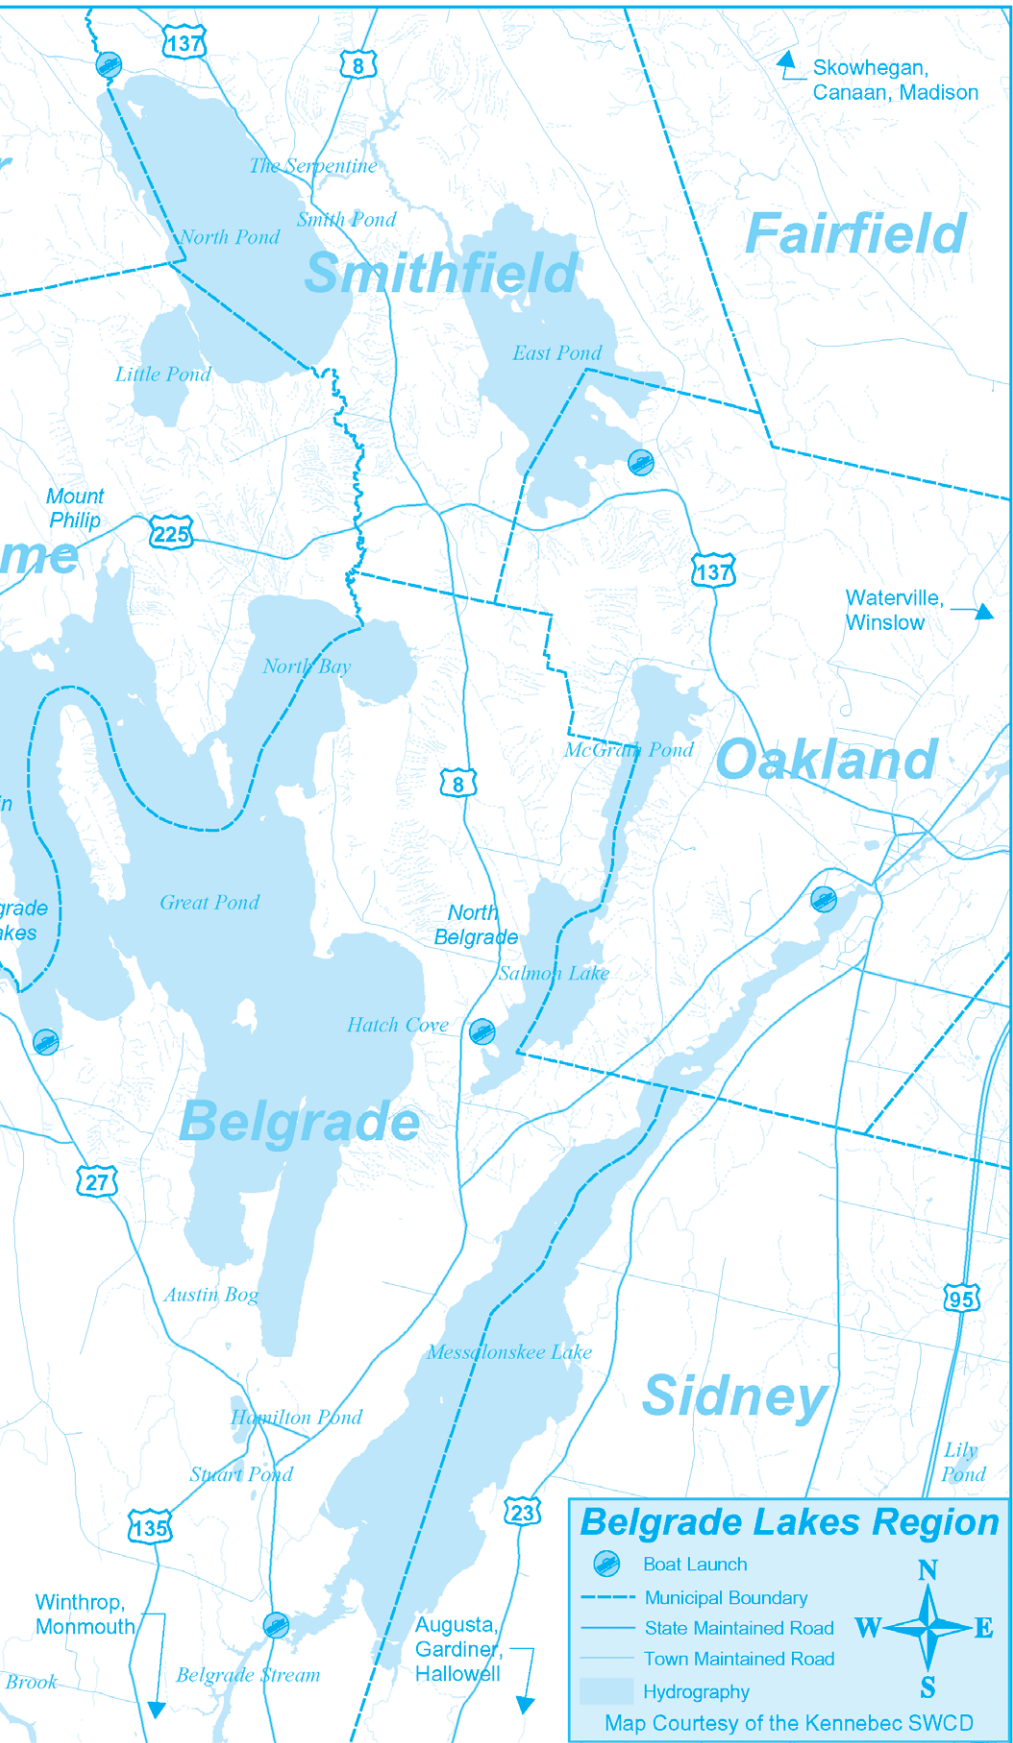 137
8
Skowhegan,
Canaan, Madison
The Serpentine
Smith Pond
North Pond
Fairfield
Smithfield
East Pond
Little Pond
Mount
Philip
225
me
137
Waterville,
Winslow
North Bay
McGrath Pond
Oakland
8
in
Great Pond
grade
akes
North
Belgrade
Salmon Lake
Hatch Cove
Belgrade
27
Austin Bog
95
Messalonskee Lake
Sidney
Hamilton Pond
Stuart Pond
Lily
Pond
135
23
Winthrop,
Monmouth
Augusta,
Gardiner,
Hallowell
Belgrade Stream
Brook
Belgrade Lakes Region
Boat Launch
Municipal Boundary
State Maintained Road
Town Maintained Road
Hydrography
N
W
E
S
Map Courtesy of the Kennebec SWCD